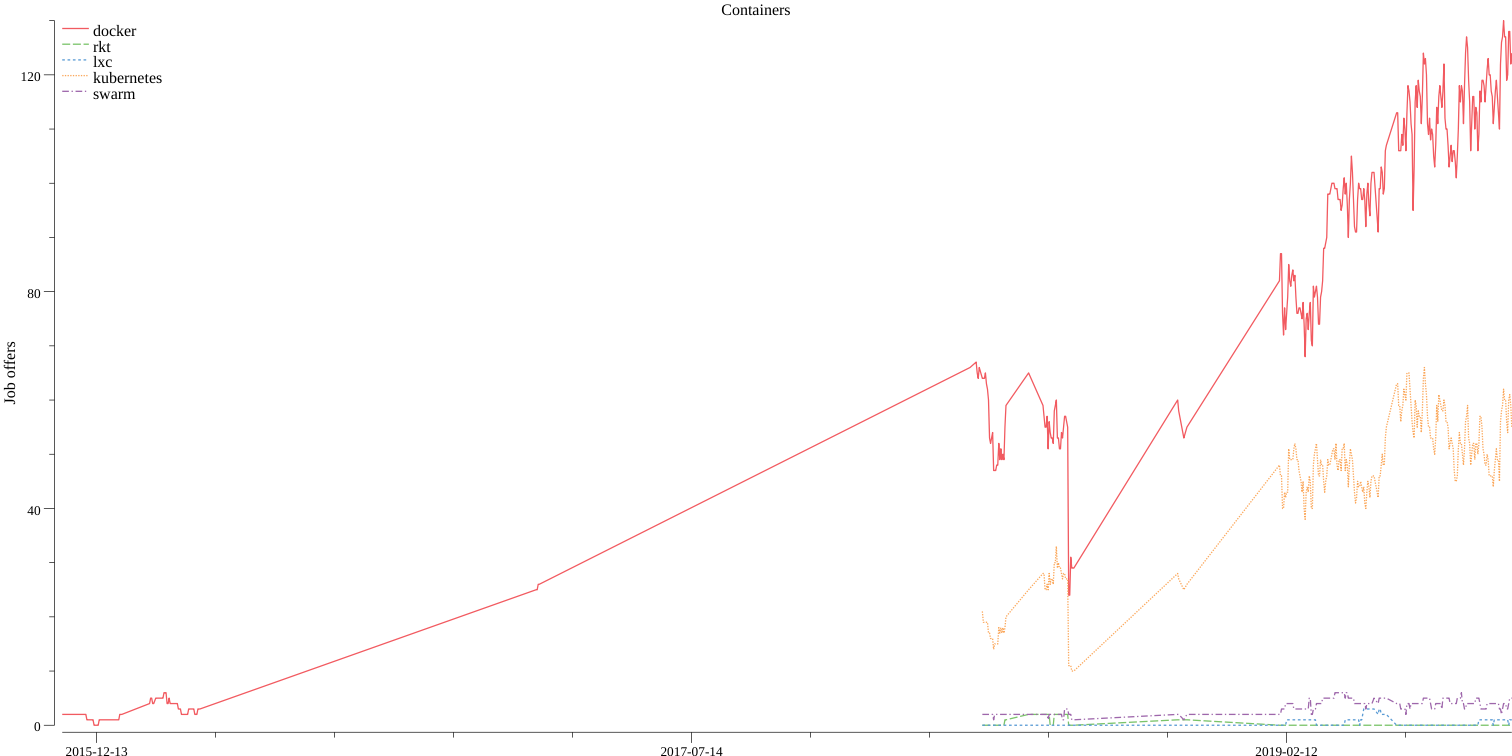 Containers
docker
rkt
lxc
kubernetes
swarm
120
80
40
0
Job offers
2015-12-13
2017-07-14
2019-02-12